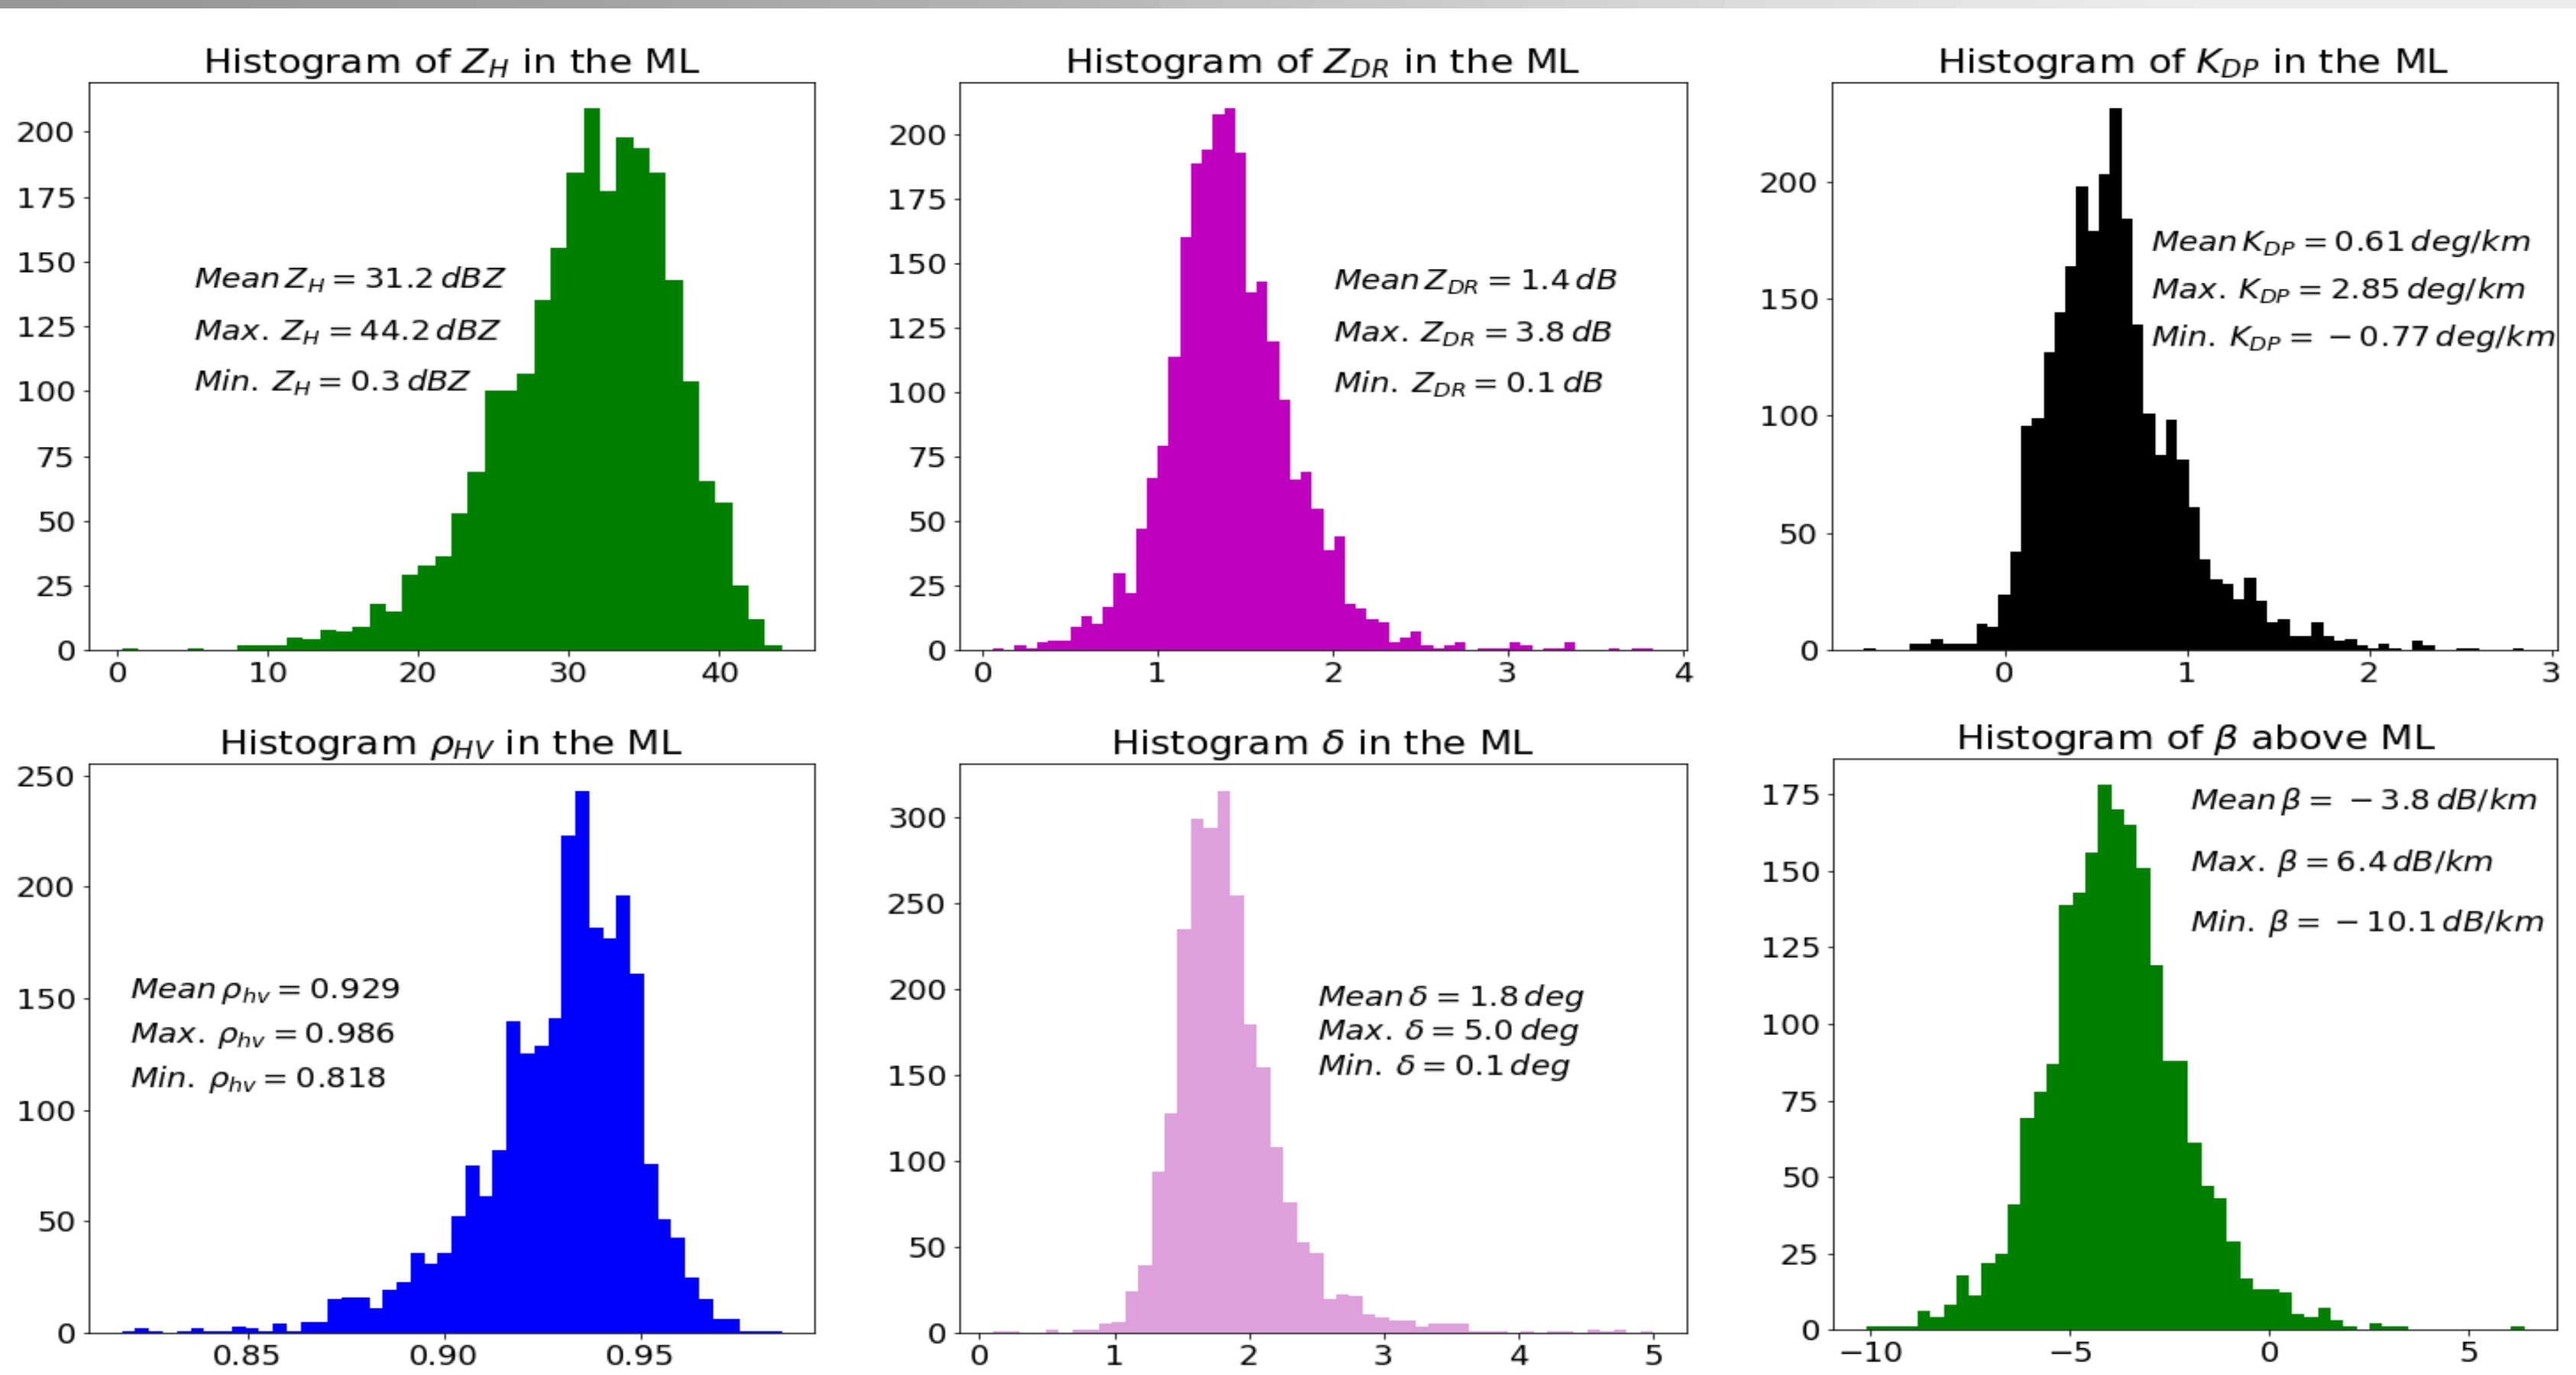 Histogram of Z_H in the ML
200
175
150
125
100
75
50
25
0
Mean Z_H = 31.2 dBZ
Max. Z_H = 44.2 dBZ
Min. Z_H = 0.3 dBZ
0 10 20 30 40
Histogram of Z_DR in the ML
200
175
150
125
100
75
50
25
0
Mean Z_DR = 1.4 dB
Max. Z_DR = 3.8 dB
Min. Z_DR = 0.1 dB
0 1 2 3 4
Histogram of K_DP in the ML
200
150
100
50
0
Mean K_DP = 0.61 deg/km
Max. K_DP = 2.85 deg/km
Min. K_DP = −0.77 deg/km
0 1 2 3
Histogram ρ_HV in the ML
250
200
150
100
50
0
Mean ρ_hv = 0.929
Max. ρ_hv = 0.986
Min. ρ_hv = 0.818
0.85 0.90 0.95
Histogram δ in the ML
300
250
200
150
100
50
0
Mean δ = 1.8 deg
Max. δ = 5.0 deg
Min. δ = 0.1 deg
0 1 2 3 4 5
Histogram of β above ML
175
150
125
100
75
50
25
0
Mean β = −3.8 dB/km
Max. β = 6.4 dB/km
Min. β = −10.1 dB/km
−10 −5 0 5